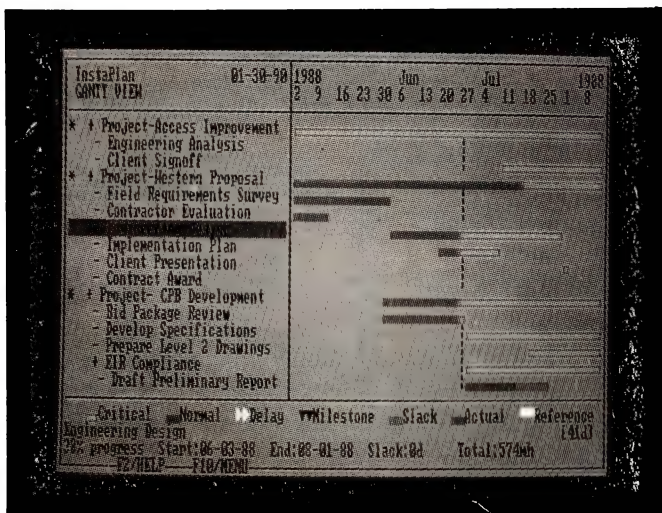 InstaPlan 01-30-90 1988 Jun Jul 1988
GANTT VIEW 2 9 16 23 30 6 13 20 27 4 11 18 25 1 8
* + Project-Access Improvement
- Engineering Analysis
- Client Signoff
* + Project-Western Proposal
- Field Requirements Survey
- Contractor Evaluation
- Implementation Plan
- Client Presentation
- Contract Award
* + Project- CPB Development
- Bid Package Review
- Develop Specifications
- Prepare Level 2 Drawings
+ EIR Compliance
- Draft Preliminary Report
Critical Normal Delay Milestone Slack Actual Reference
Engineering Design [41d]
progress Start:06-03-88 End:08-01-88 Slack:0d Total:574mh
F2/HELP F10/MENU